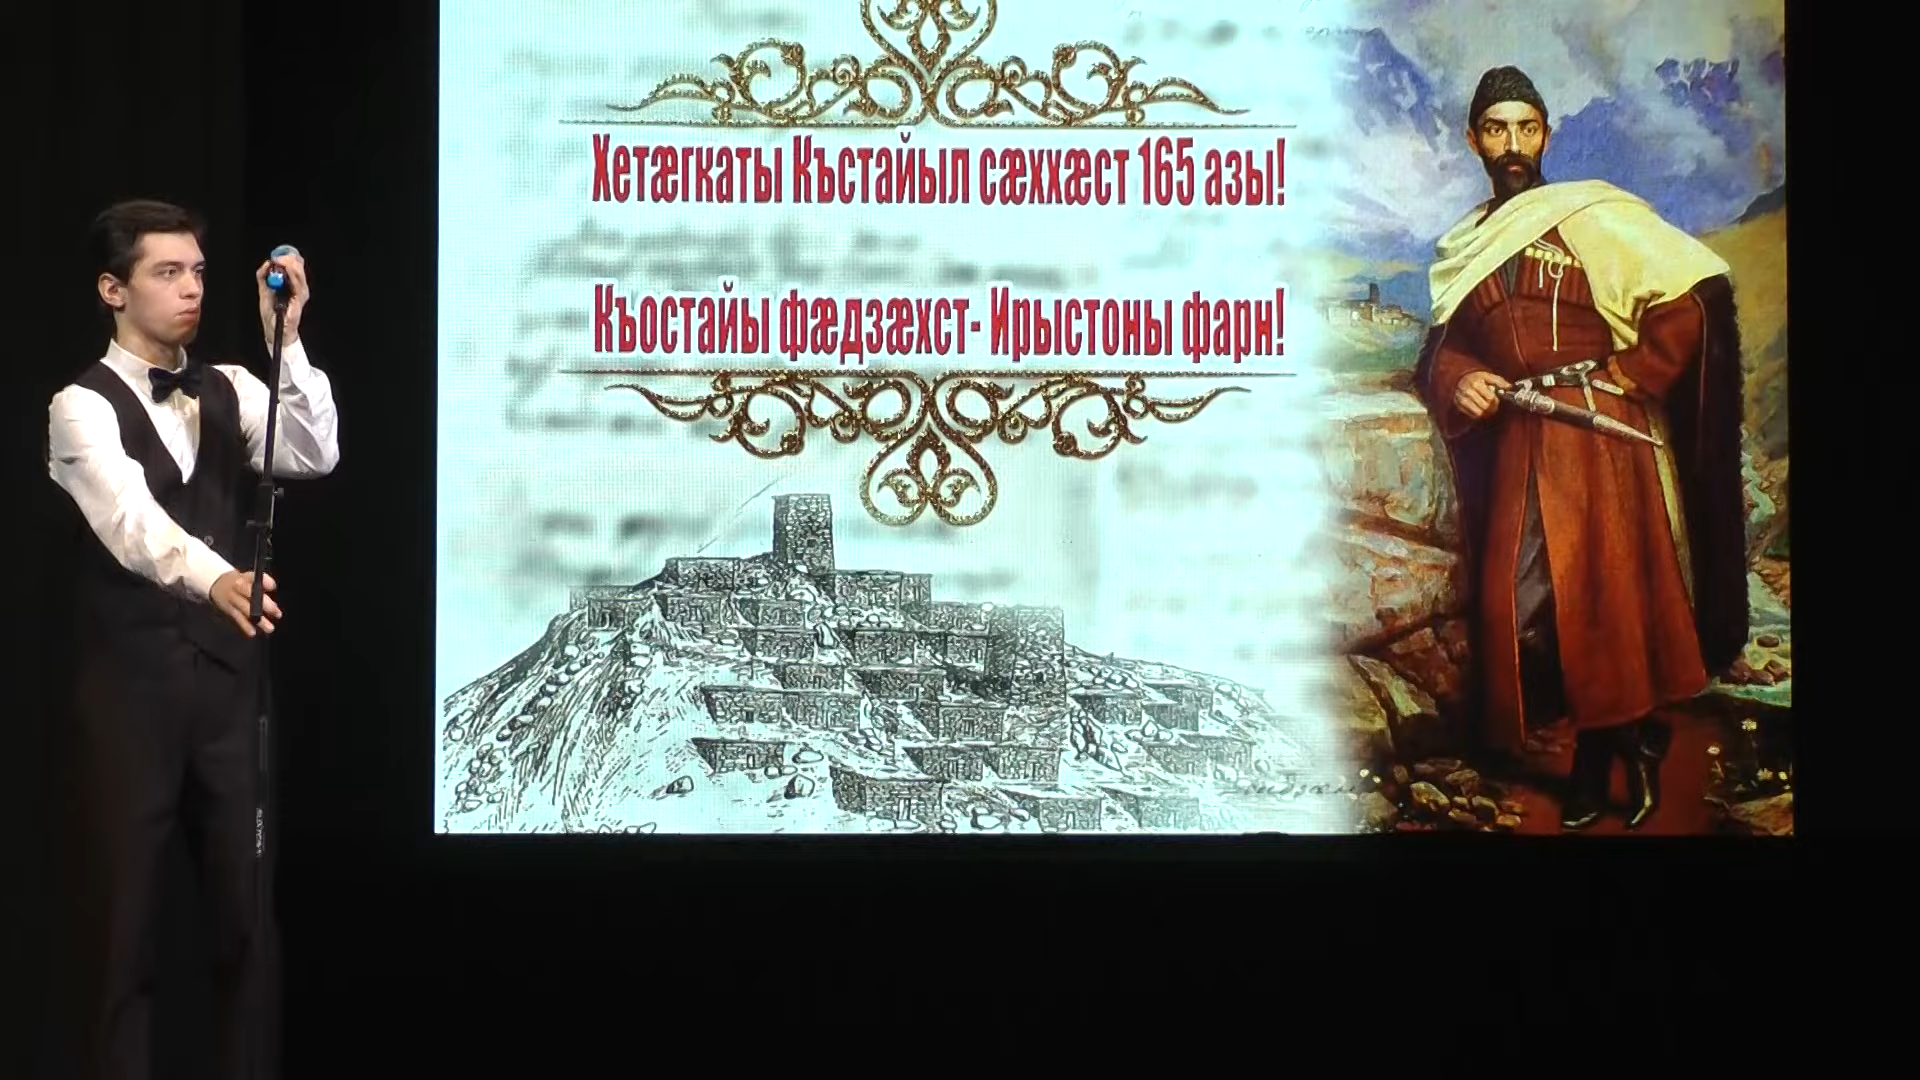 Хетæгкаты Къстайыл сæххæст 165 азы!
Къостайы фæдзæхст- Ирыстоны фарн!